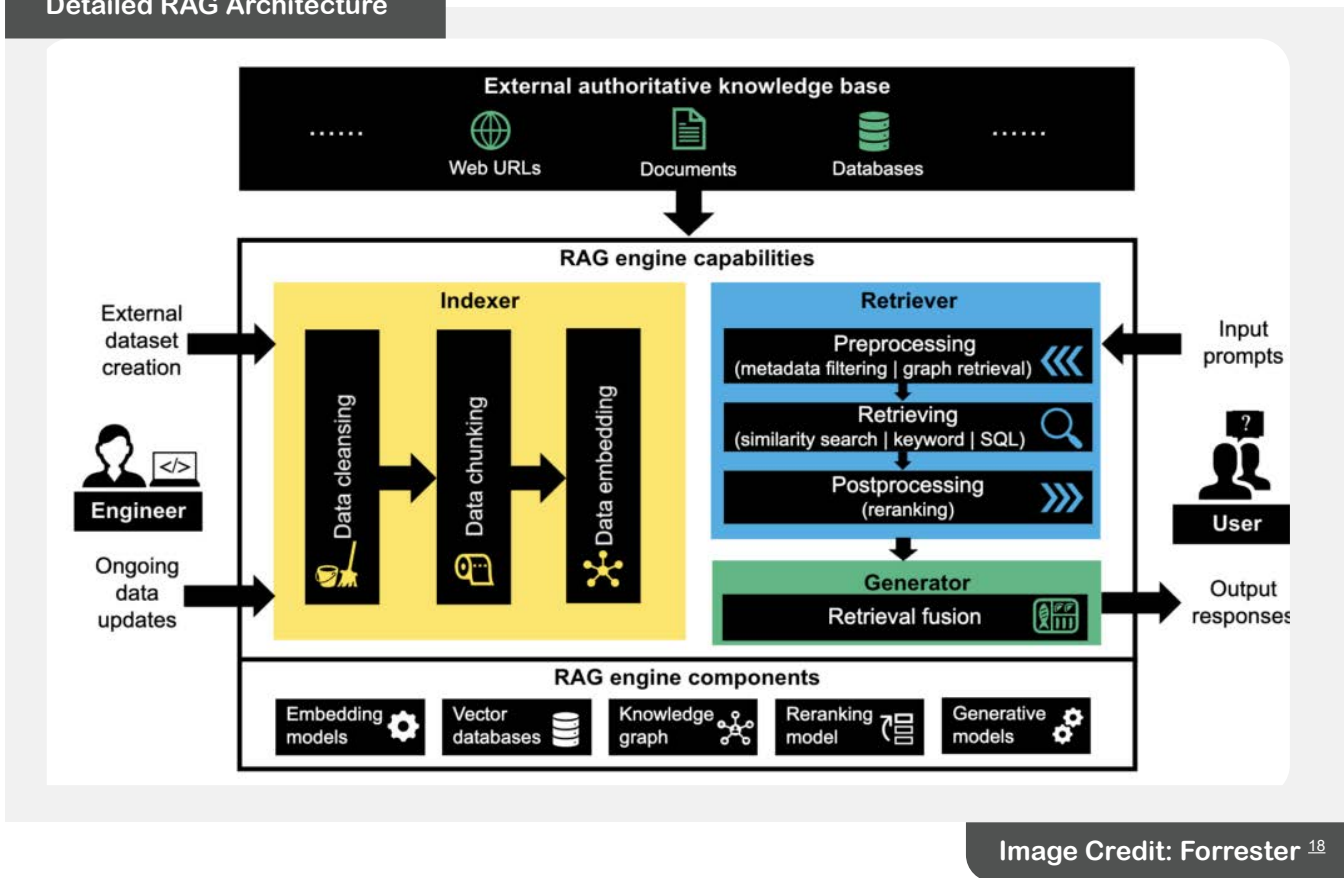 Detailed RAG Architecture
External authoritative knowledge base
......
Web URLs
Documents
Databases
......
RAG engine capabilities
External
dataset
creation
Engineer
</>
Ongoing
data
updates
Indexer
Data cleansing
Data chunking
Data embedding
Retriever
Preprocessing
(metadata filtering | graph retrieval)
Retrieving
(similarity search | keyword | SQL)
Postprocessing
(reranking)
Generator
Retrieval fusion
Input
prompts
?
User
Output
responses
RAG engine components
Embedding
models
Vector
databases
Knowledge
graph
Reranking
model
Generative
models
Image Credit: Forrester 18